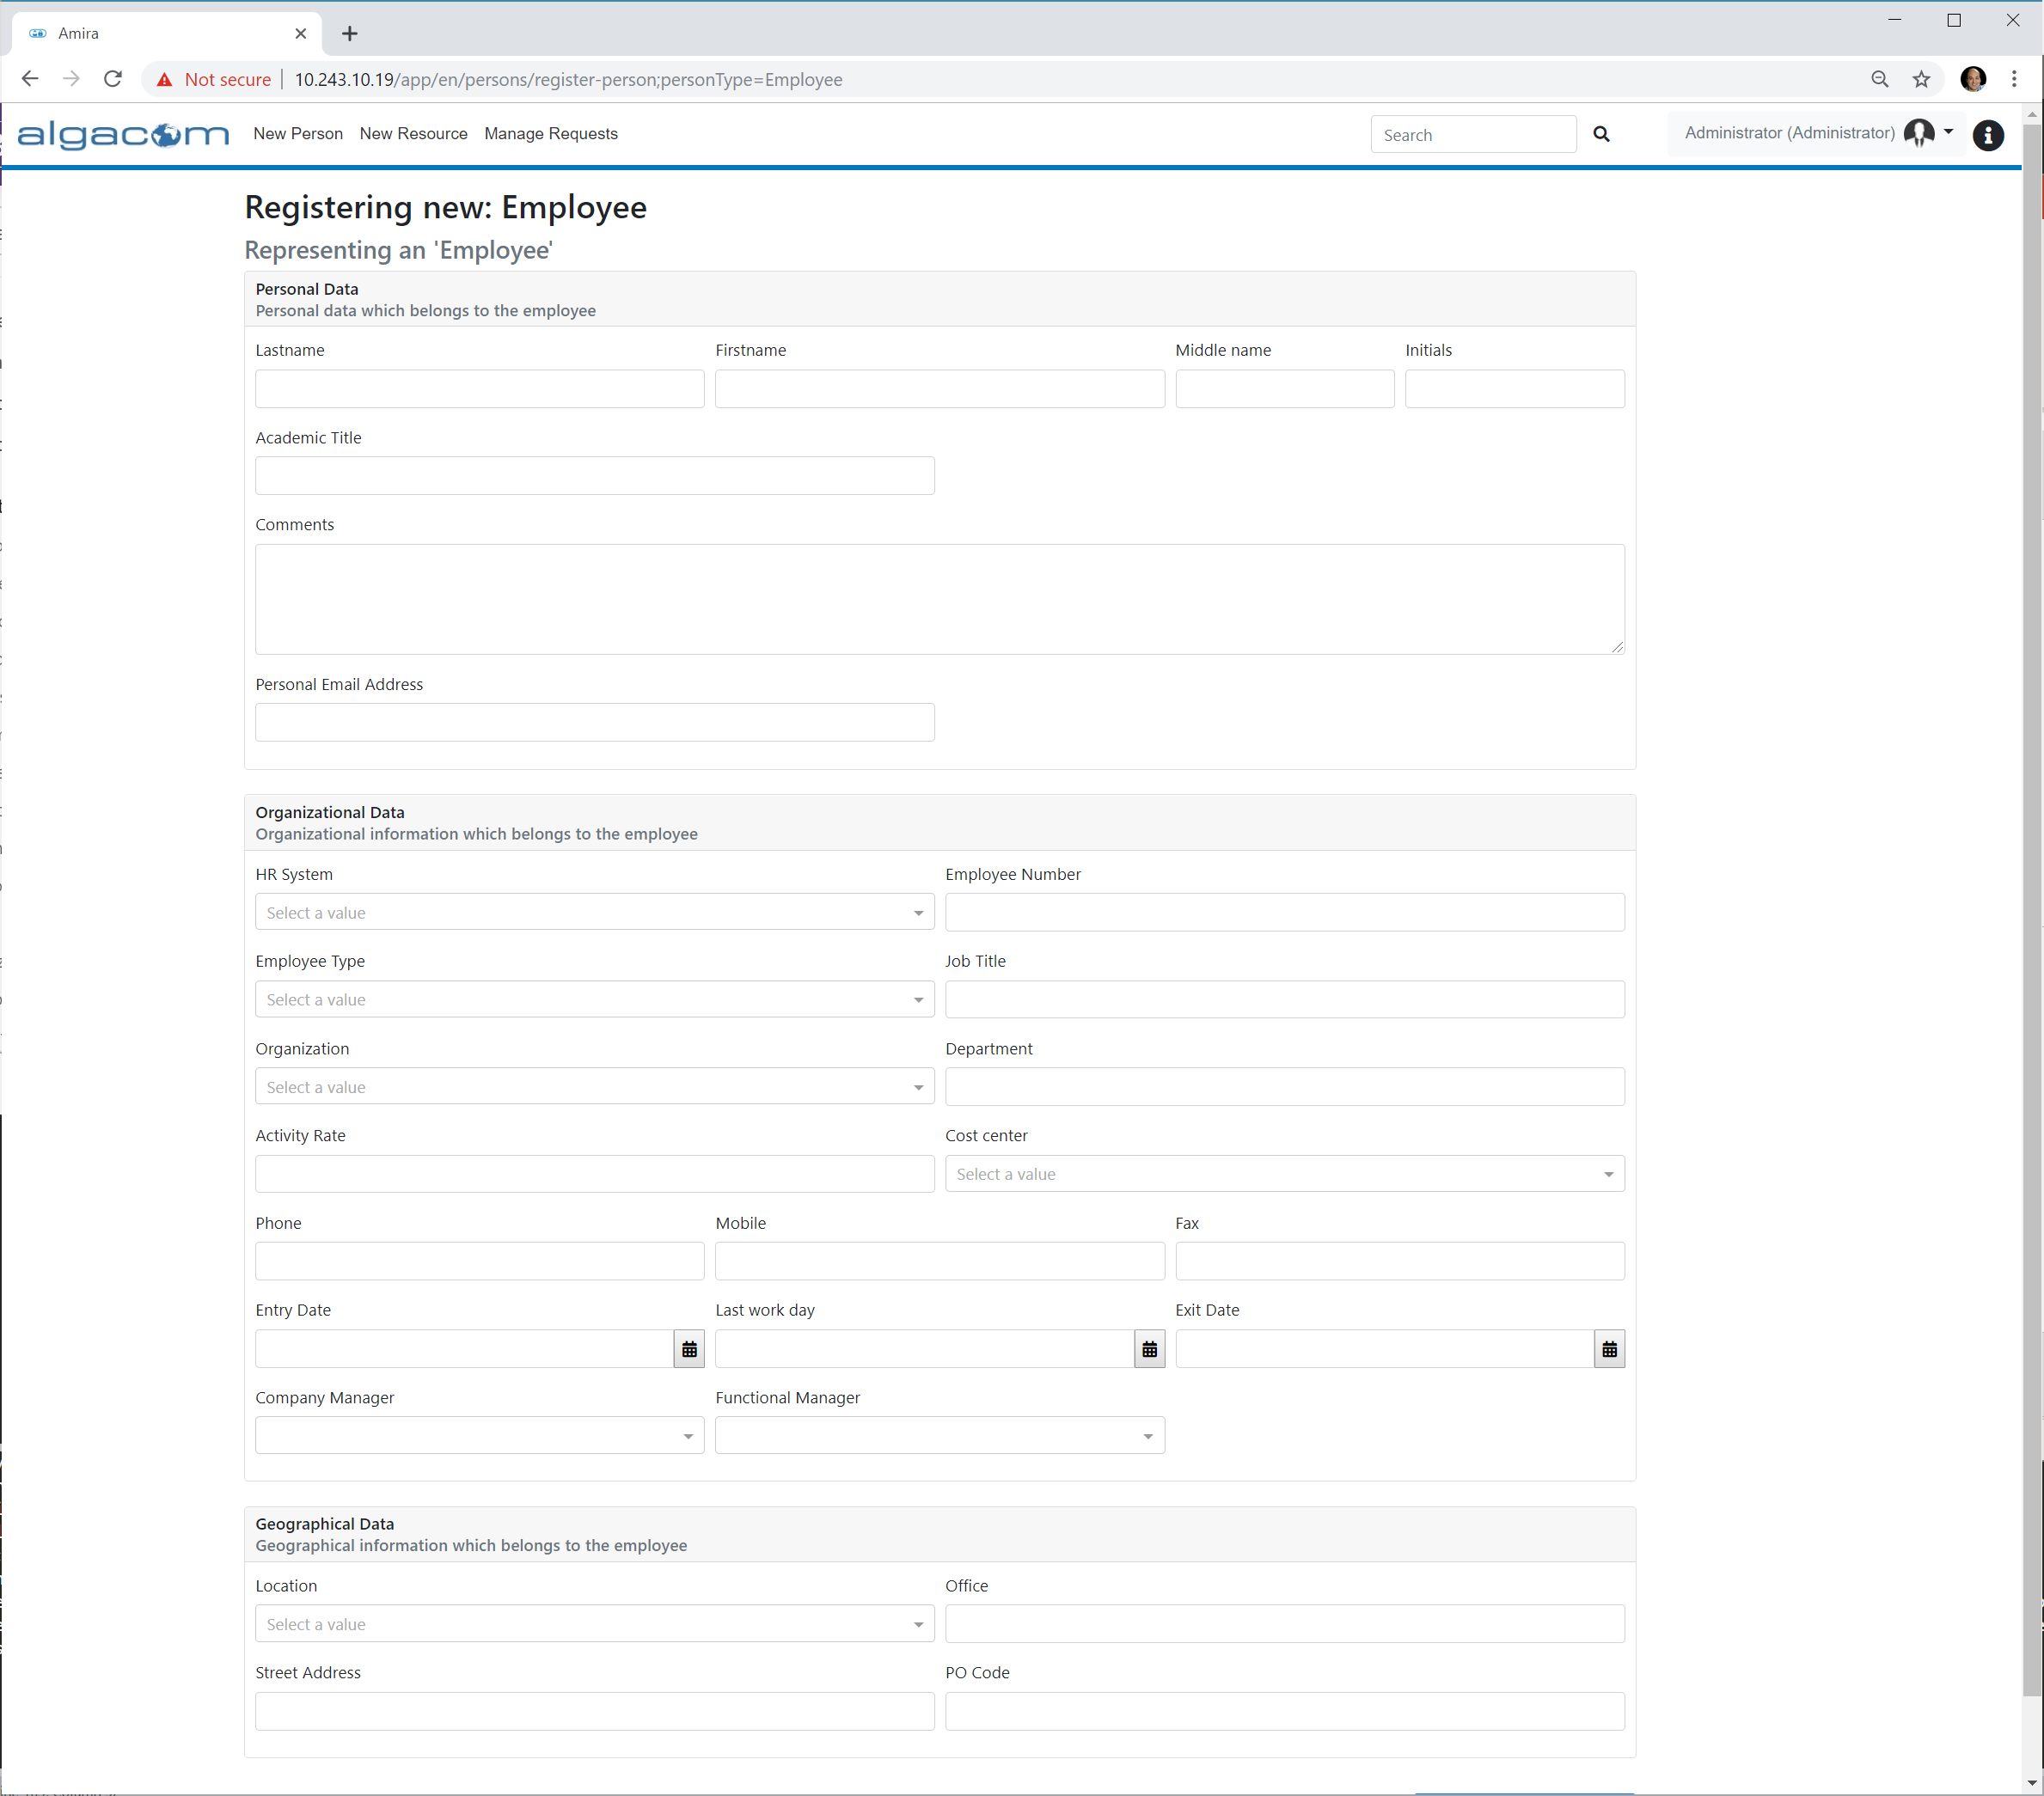 Amira
Not secure 10.243.10.19/app/en/persons/register-person;personType=Employee
algacom New Person New Resource Manage Requests Search Administrator (Administrator)
Registering new: Employee
Representing an 'Employee'
Personal Data
Personal data which belongs to the employee
Lastname Firstname Middle name Initials
Academic Title
Comments
Personal Email Address
Organizational Data
Organizational information which belongs to the employee
HR System Employee Number
Select a value
Employee Type Job Title
Select a value
Organization Department
Select a value
Activity Rate Cost center
Select a value
Phone Mobile Fax
Entry Date Last work day Exit Date
Company Manager Functional Manager
Geographical Data
Geographical information which belongs to the employee
Location Office
Select a value
Street Address PO Code